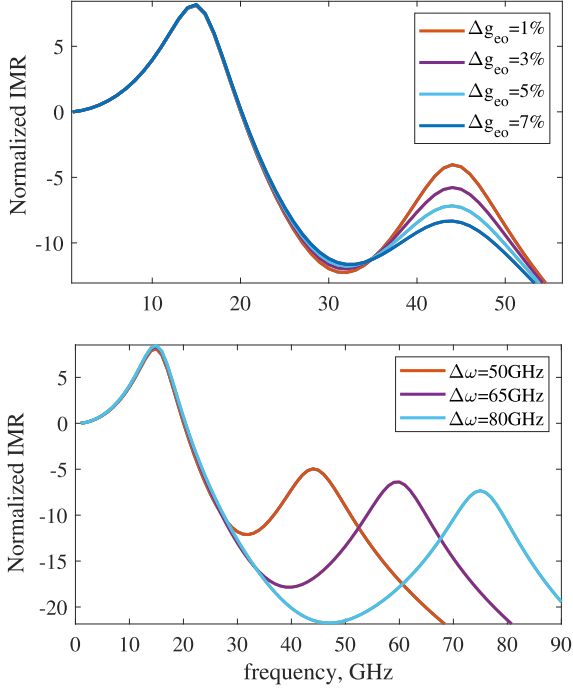 Normalized IMR
5
0
-5
-10
10
20
30
40
50
Δg_eo=1%
Δg_eo=3%
Δg_eo=5%
Δg_eo=7%
Normalized IMR
5
0
-5
-10
-15
-20
0
10
20
30
40
50
60
70
80
90
Δω=50GHz
Δω=65GHz
Δω=80GHz
frequency, GHz